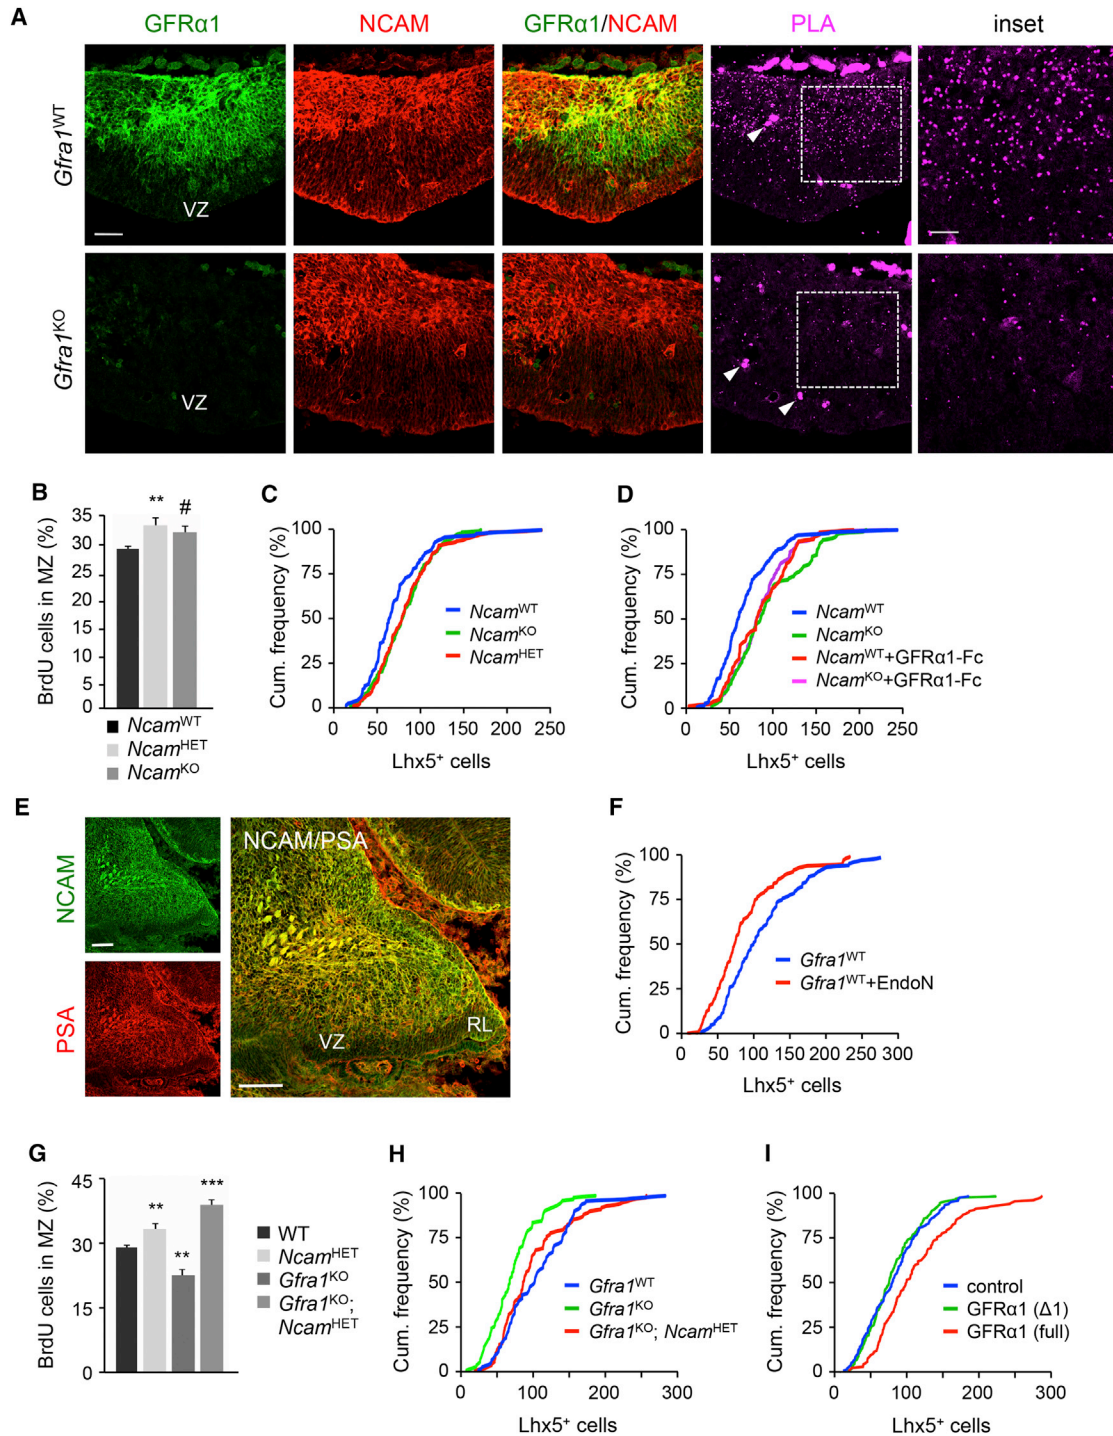 A
GFRα1 NCAM GFRα1/NCAM PLA inset
Gfra1WT
VZ
Gfra1KO
VZ
B
BrdU cells in MZ (%)
35
30
25
20
15
10
5
0
** #
NcamWT
NcamHET
NcamKO
C
Cum. frequency (%)
100
75
50
25
0
0 50 100 150 200 250
Lhx5+ cells
NcamWT
NcamKO
NcamHET
D
Cum. frequency (%)
100
75
50
25
0
0 50 100 150 200 250
Lhx5+ cells
NcamWT
NcamKO
NcamWT+GFRα1-Fc
NcamKO+GFRα1-Fc
E
NCAM
PSA
NCAM/PSA
VZ
RL
F
Cum. frequency (%)
100
75
50
25
0
0 50 100 150 200 250 300
Lhx5+ cells
Gfra1WT
Gfra1WT+EndoN
G
BrdU cells in MZ (%)
45
30
15
0
** ** ***
WT
NcamHET
Gfra1KO
Gfra1KO;
NcamHET
H
Cum. frequency (%)
100
75
50
25
0
0 100 200 300
Lhx5+ cells
Gfra1WT
Gfra1KO
Gfra1KO; NcamHET
I
Cum. frequency (%)
100
75
50
25
0
0 100 200 300
Lhx5+ cells
control
GFRα1 (Δ1)
GFRα1 (full)